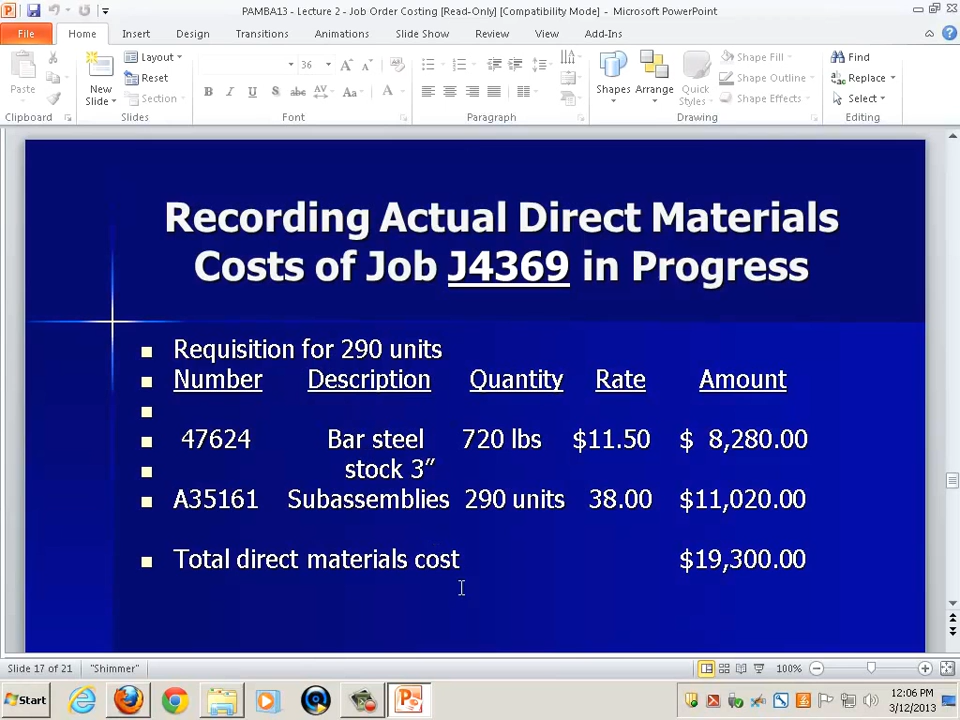 PAMBA13 - Lecture 2 - Job Order Costing [Read-Only] [Compatibility Mode] - Microsoft PowerPoint
File Home Insert Design Transitions Animations Slide Show Review View Add-Ins
Paste
Clipboard
New Slide
Layout
Reset
Section
Slides
36
B I U S abc AV Aa A
Font
Paragraph
Shapes Arrange Quick Styles
Shape Fill
Shape Outline
Shape Effects
Drawing
Find
Replace
Select
Editing
Recording Actual Direct Materials
Costs of Job J4369 in Progress
Requisition for 290 units
Number Description Quantity Rate Amount
47624 Bar steel 720 lbs $11.50 $ 8,280.00
stock 3″
A35161 Subassemblies 290 units 38.00 $11,020.00
Total direct materials cost $19,300.00
Slide 17 of 21 "Shimmer" 100%
Start 12:06 PM
3/12/2013